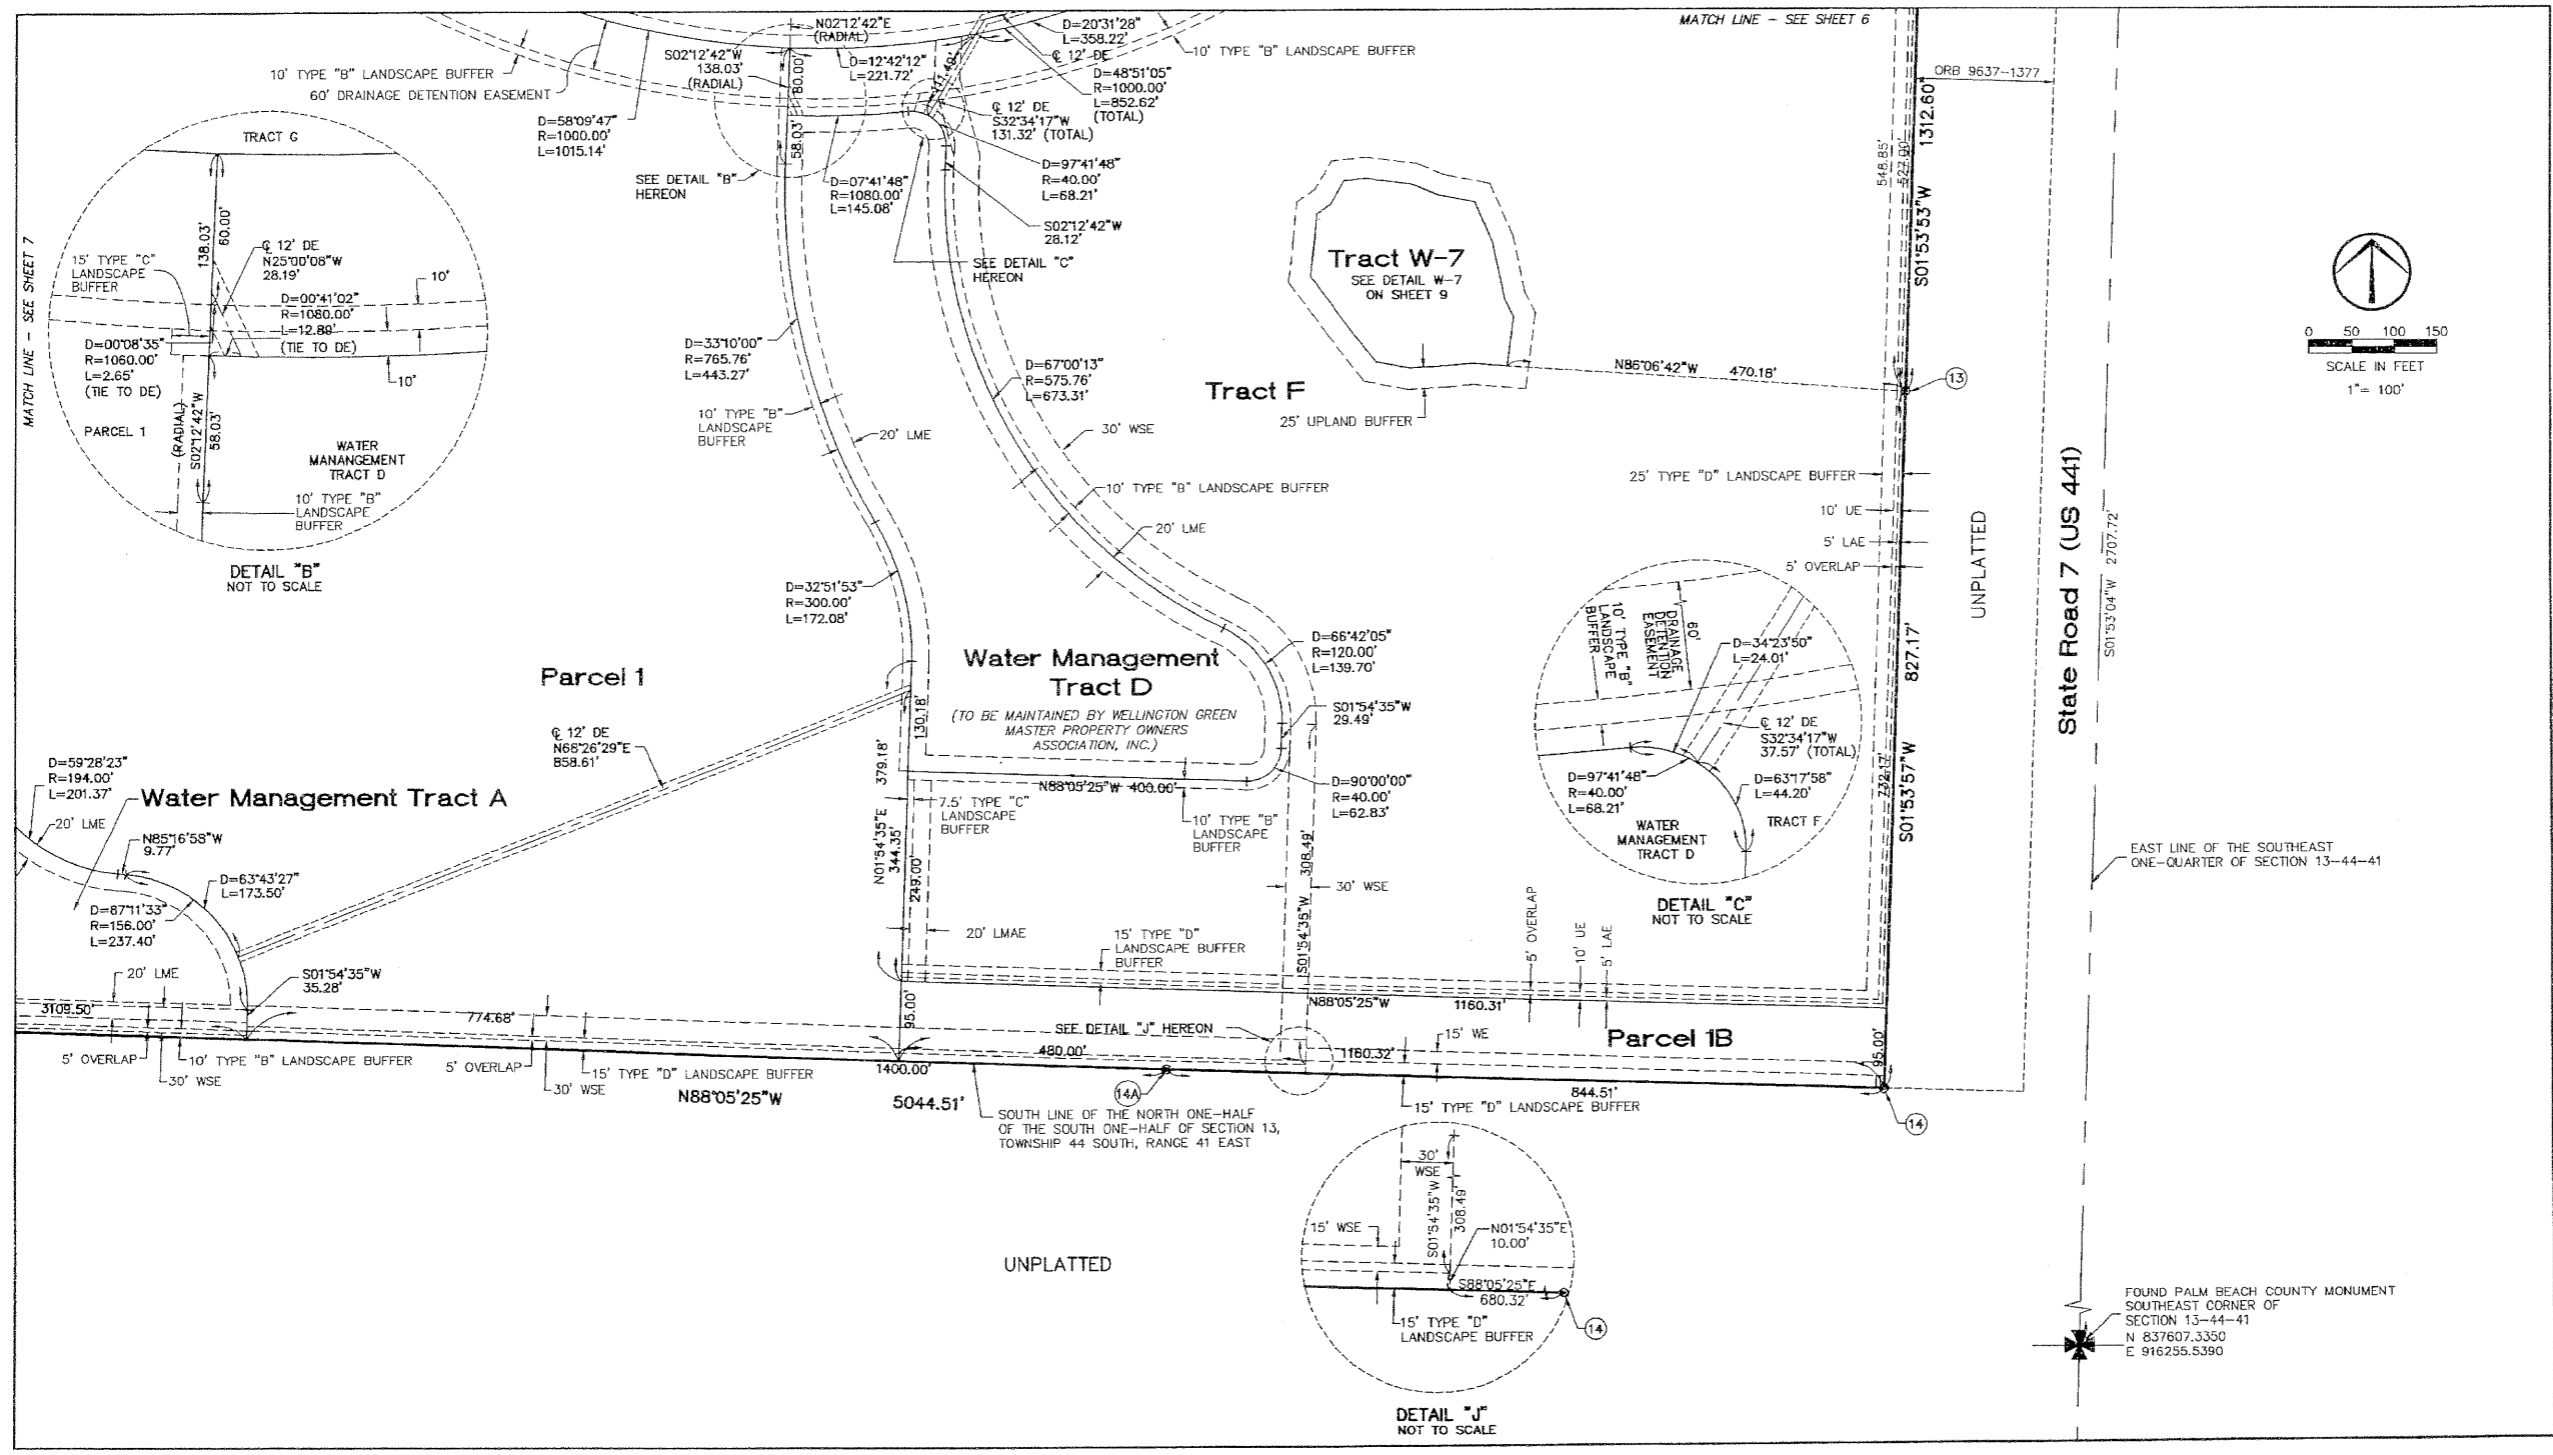 MATCH LINE - SEE SHEET 6
MATCH LINE - SEE SHEET 7
N02°12'42"E
(RADIAL)
S02°12'42"W
138.03'
(RADIAL)
80.00'
58.03'
D=12°42'12"
L=221.72'
D=20°31'28"
L=358.22'
℄ 12' DE
10' TYPE "B" LANDSCAPE BUFFER
D=48°51'05"
R=1000.00'
L=852.62'
(TOTAL)
℄ 12' DE
S32°34'17"W
131.32' (TOTAL)
10' TYPE "B" LANDSCAPE BUFFER
60' DRAINAGE DETENTION EASEMENT
D=58°09'47"
R=1000.00'
L=1015.14'
SEE DETAIL "B"
HEREON
D=07°41'48"
R=1080.00'
L=145.08'
D=97°41'48"
R=40.00'
L=68.21'
S02°12'42"W
28.12'
SEE DETAIL "C"
HEREON
TRACT G
138.03'
60.00'
℄ 12' DE
N25°00'08"W
28.19'
15' TYPE "C"
LANDSCAPE
BUFFER
10'
D=00°41'02"
R=1080.00'
L=12.89'
(TIE TO DE)
D=00°08'35"
R=1060.00'
L=2.65'
(TIE TO DE)
10'
PARCEL 1
(RADIAL)
S02°12'42"W
58.03'
WATER
MANANGEMENT
TRACT D
10' TYPE "B"
LANDSCAPE
BUFFER
DETAIL "B"
NOT TO SCALE
Tract W-7
SEE DETAIL W-7
ON SHEET 9
N86°06'42"W 470.18'
25' UPLAND BUFFER
Tract F
ORB 9637-1377
1312.60'
S01°53'53"W
548.85'
527.00'
13
0 50 100 150
SCALE IN FEET
1"= 100'
D=33°10'00"
R=765.76'
L=443.27'
D=67°00'13"
R=575.76'
L=673.31'
10' TYPE "B"
LANDSCAPE
BUFFER
20' LME
30' WSE
10' TYPE "B" LANDSCAPE BUFFER
20' LME
25' TYPE "D" LANDSCAPE BUFFER
10' UE
5' LAE
5' OVERLAP
UNPLATTED
State Road 7 (US 441)
S01°53'04"W 2707.72'
D=32°51'53"
R=300.00'
L=172.08'
D=66°42'05"
R=120.00'
L=139.70'
S01°54'35"W
29.49'
Water Management
Tract D
(TO BE MAINTAINED BY WELLINGTON GREEN
MASTER PROPERTY OWNERS
ASSOCIATION, INC.)
Parcel 1
℄ 12' DE
N68°26'29"E
858.61'
130.18'
379.18'
N88°05'25"W 400.00'
D=90°00'00"
R=40.00'
L=62.83'
60'
DRAINAGE
DETENTION
EASEMENT
10' TYPE "B"
LANDSCAPE
BUFFER
D=34°23'50"
L=24.01'
℄ 12' DE
S32°34'17"W
37.57' (TOTAL)
D=97°41'48"
R=40.00'
L=68.21'
D=63°17'58"
L=44.20'
WATER
MANAGEMENT
TRACT D
TRACT F
DETAIL "C"
NOT TO SCALE
827.17'
S01°53'57"W
732.17'
EAST LINE OF THE SOUTHEAST
ONE-QUARTER OF SECTION 13-44-41
D=59°28'23"
R=194.00'
L=201.37'
20' LME
Water Management Tract A
N85°16'58"W
9.77'
D=63°43'27"
L=173.50'
D=87°11'33"
R=156.00'
L=237.40'
20' LME
S01°54'35"W
35.28'
N01°54'35"E
344.35'
249.00'
7.5' TYPE "C"
LANDSCAPE
BUFFER
10' TYPE "B"
LANDSCAPE
BUFFER
20' LMAE
15' TYPE "D"
LANDSCAPE BUFFER
BUFFER
S01°54'35"W 308.49'
30' WSE
5' OVERLAP
10' UE
5' LAE
N88°05'25"W 1160.31'
3109.50'
774.68'
95.00'
SEE DETAIL "J" HEREON
480.00'
1160.32'
15' WE
Parcel 1B
95.00'
5' OVERLAP
10' TYPE "B" LANDSCAPE BUFFER
30' WSE
5' OVERLAP
15' TYPE "D" LANDSCAPE BUFFER
30' WSE
1400.00'
14A
844.51'
15' TYPE "D" LANDSCAPE BUFFER
14
N88°05'25"W
5044.51'
SOUTH LINE OF THE NORTH ONE-HALF
OF THE SOUTH ONE-HALF OF SECTION 13,
TOWNSHIP 44 SOUTH, RANGE 41 EAST
UNPLATTED
30'
WSE
S01°54'35"W
308.49'
15' WSE
N01°54'35"E
10.00'
S88°05'25"E
680.32'
15' TYPE "D"
LANDSCAPE BUFFER
14
DETAIL "J"
NOT TO SCALE
FOUND PALM BEACH COUNTY MONUMENT
SOUTHEAST CORNER OF
SECTION 13-44-41
N 837607.3350
E 916255.5390